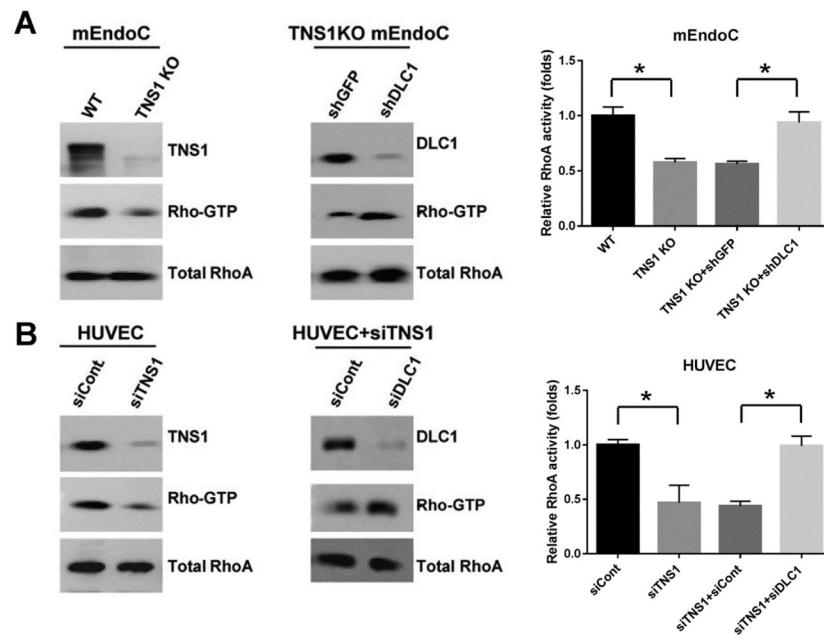 A
mEndoC
WT
TNS1 KO
TNS1
Rho-GTP
Total RhoA
TNS1KO mEndoC
shGFP
shDLC1
DLC1
Rho-GTP
Total RhoA
mEndoC
Relative RhoA activity (folds)
1.5
1.0
0.5
0.0
*
*
WT
TNS1 KO
TNS1 KO+shGFP
TNS1 KO+shDLC1
B
HUVEC
siCont
siTNS1
TNS1
Rho-GTP
Total RhoA
HUVEC+siTNS1
siCont
siDLC1
DLC1
Rho-GTP
Total RhoA
HUVEC
Relative RhoA activity (folds)
1.5
1.0
0.5
0.0
*
*
siCont
siTNS1
siTNS1+siCont
siTNS1+siDLC1